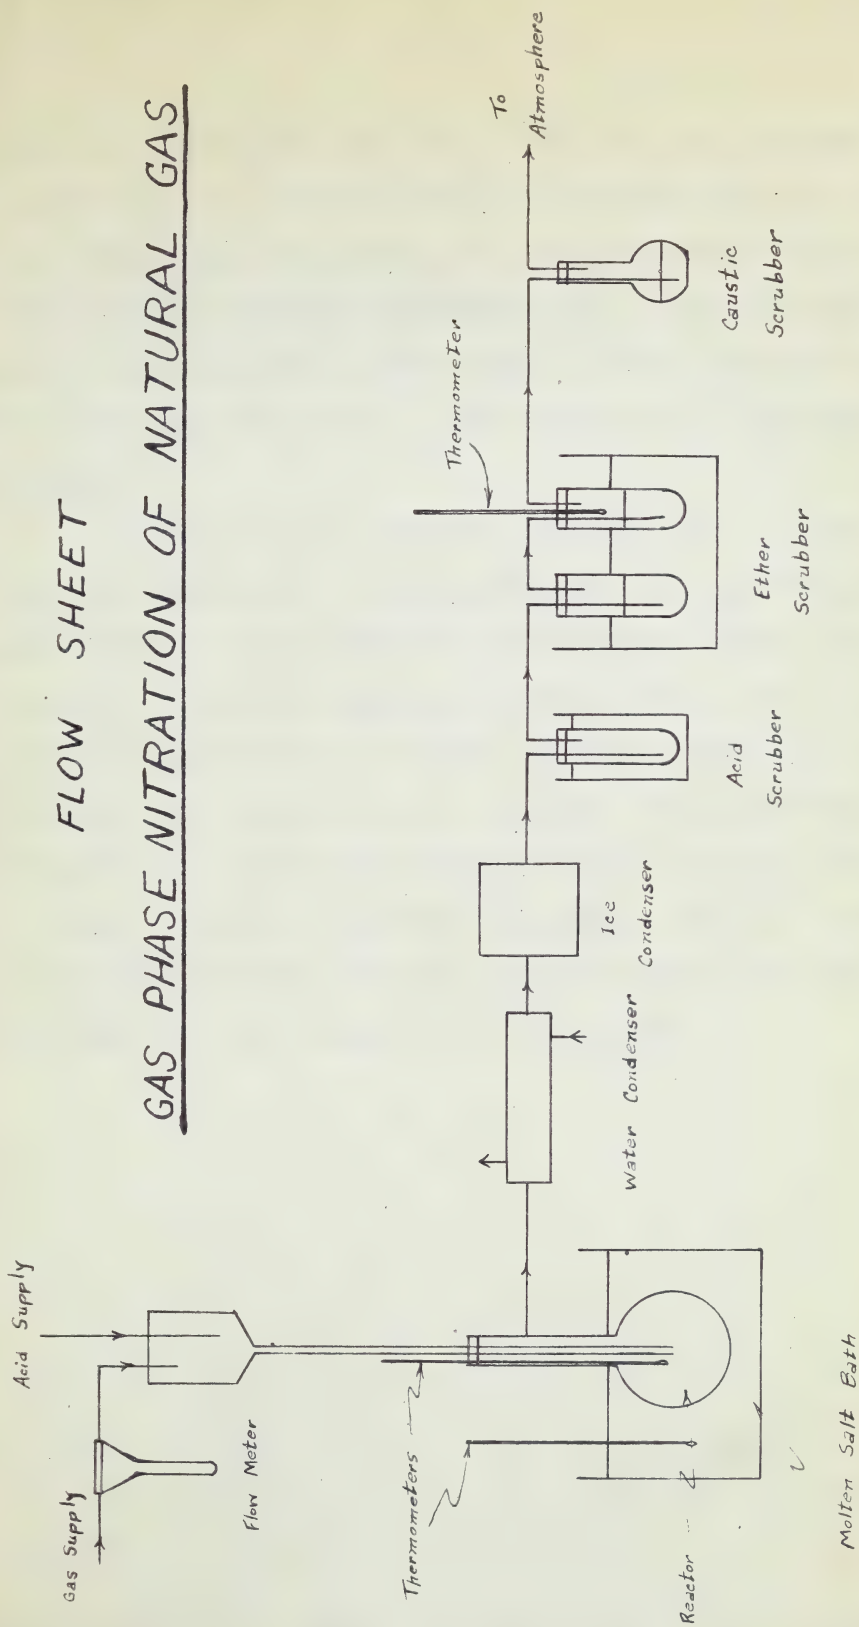 FLOW SHEET
GAS PHASE NITRATION OF NATURAL GAS
Gas Supply
Acid Supply
Flow Meter
Thermometers
Reactor
Molten Salt Bath
Water Condenser
Ice
Condenser
Acid
Scrubber
Thermometer
Ether
Scrubber
Caustic
Scrubber
To
Atmosphere